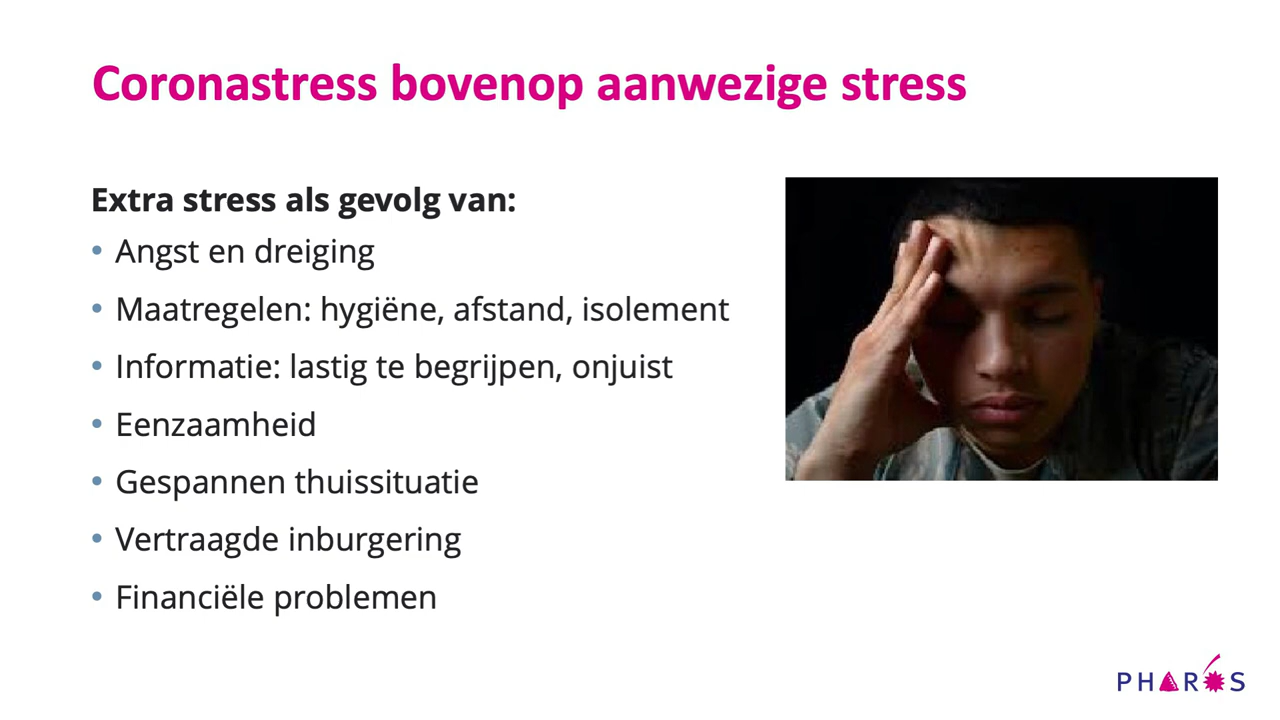 Coronastress bovenop aanwezige stress
Extra stress als gevolg van:
• Angst en dreiging
• Maatregelen: hygiëne, afstand, isolement
• Informatie: lastig te begrijpen, onjuist
• Eenzaamheid
• Gespannen thuissituatie
• Vertraagde inburgering
• Financiële problemen
PHAROS